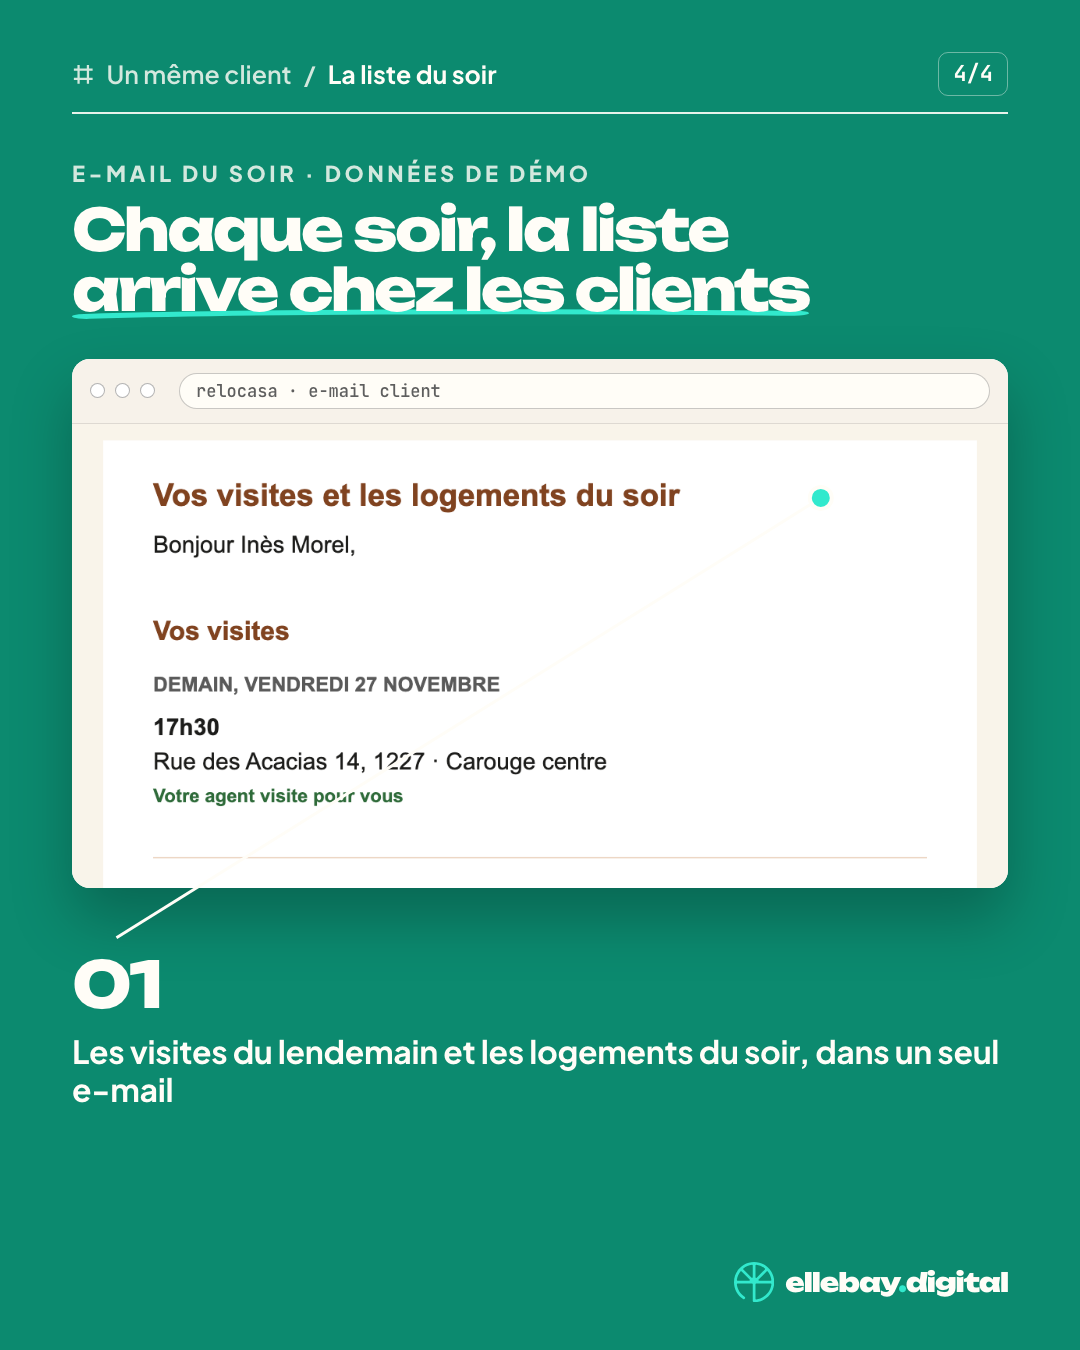 Un même client / La liste du soir
4/4
E-MAIL DU SOIR · DONNÉES DE DÉMO
Chaque soir, la liste
arrive chez les clients
relocasa · e-mail client
Vos visites et les logements du soir
Bonjour Inès Morel,
Vos visites
DEMAIN, VENDREDI 27 NOVEMBRE
17h30
Rue des Acacias 14, 1227 · Carouge centre
Votre agent visite pour vous
01
Les visites du lendemain et les logements du soir, dans un seul
e-mail
ellebay.digital